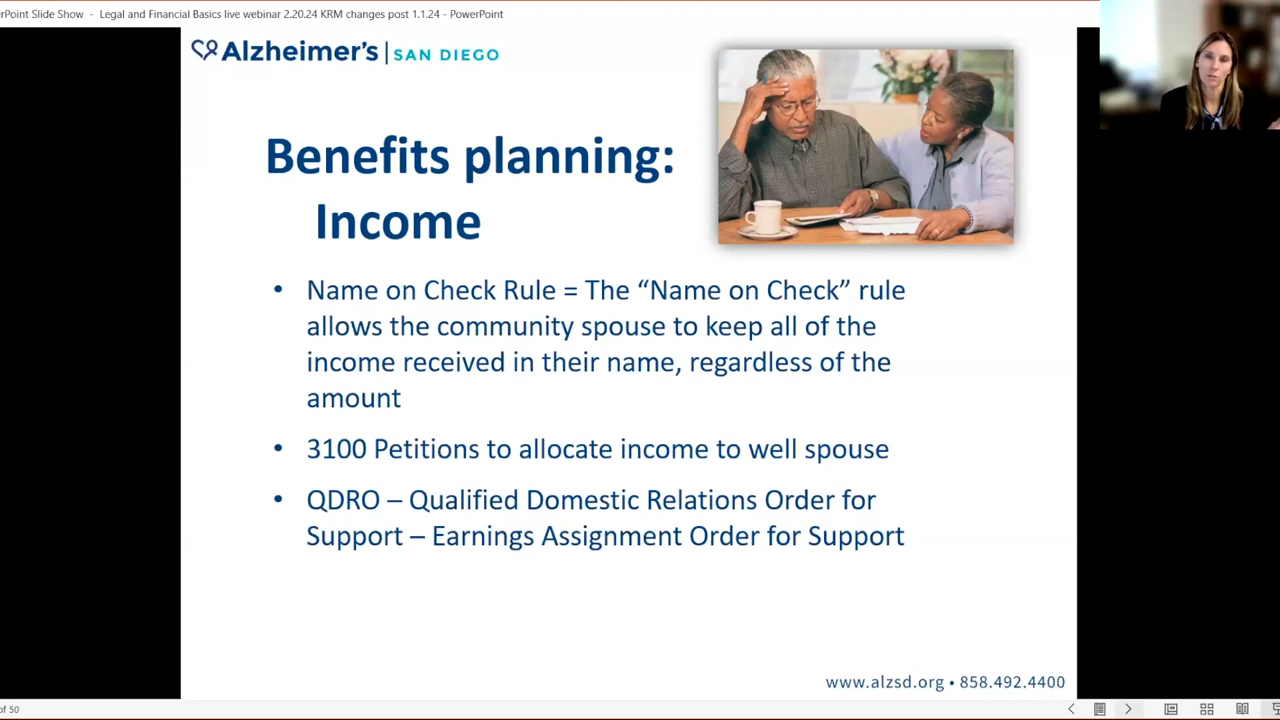 rPoint Slide Show - Legal and Financial Basics live webinar 2.20.24 KRM changes post 1.1.24 - PowerPoint
Alzheimer's | SAN DIEGO
Benefits planning:
Income
• Name on Check Rule = The “Name on Check” rule
allows the community spouse to keep all of the
income received in their name, regardless of the
amount
• 3100 Petitions to allocate income to well spouse
• QDRO – Qualified Domestic Relations Order for
Support – Earnings Assignment Order for Support
www.alzsd.org • 858.492.4400
of 50